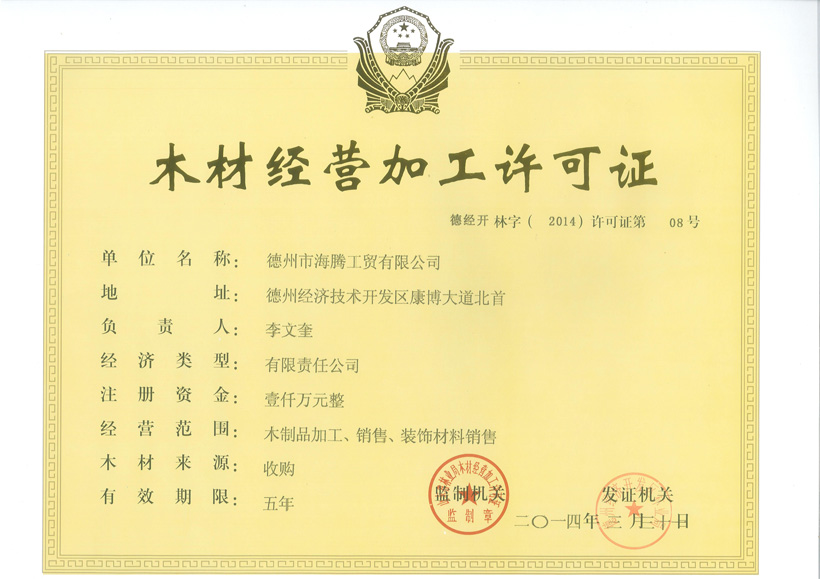 木材经营加工许可证
德经开 林字( 2014) 许可证第 08 号
单位名称: 德州市海腾工贸有限公司
地址: 德州经济技术开发区康博大道北首
负责人: 李文奎
经济类型: 有限责任公司
注册资金: 壹仟万元整
经营范围: 木制品加工、销售、装饰材料销售
木材来源: 收购
有效期限: 五年
监制机关 发证机关
监制章
二〇一四年 三 月三十日